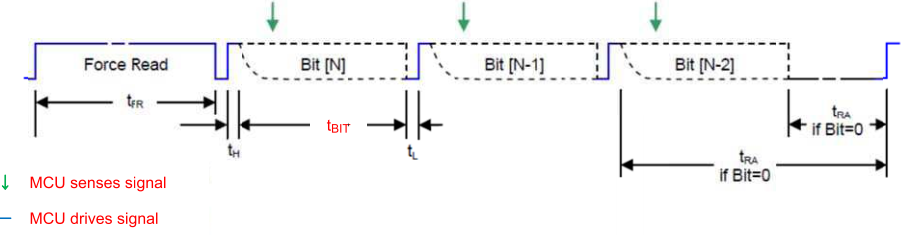 Force Read
Bit [N]
Bit [N-1]
Bit [N-2]
tFR
tBIT
tH
tL
tRA
if Bit=0
tRA
if Bit=0
MCU senses signal
MCU drives signal